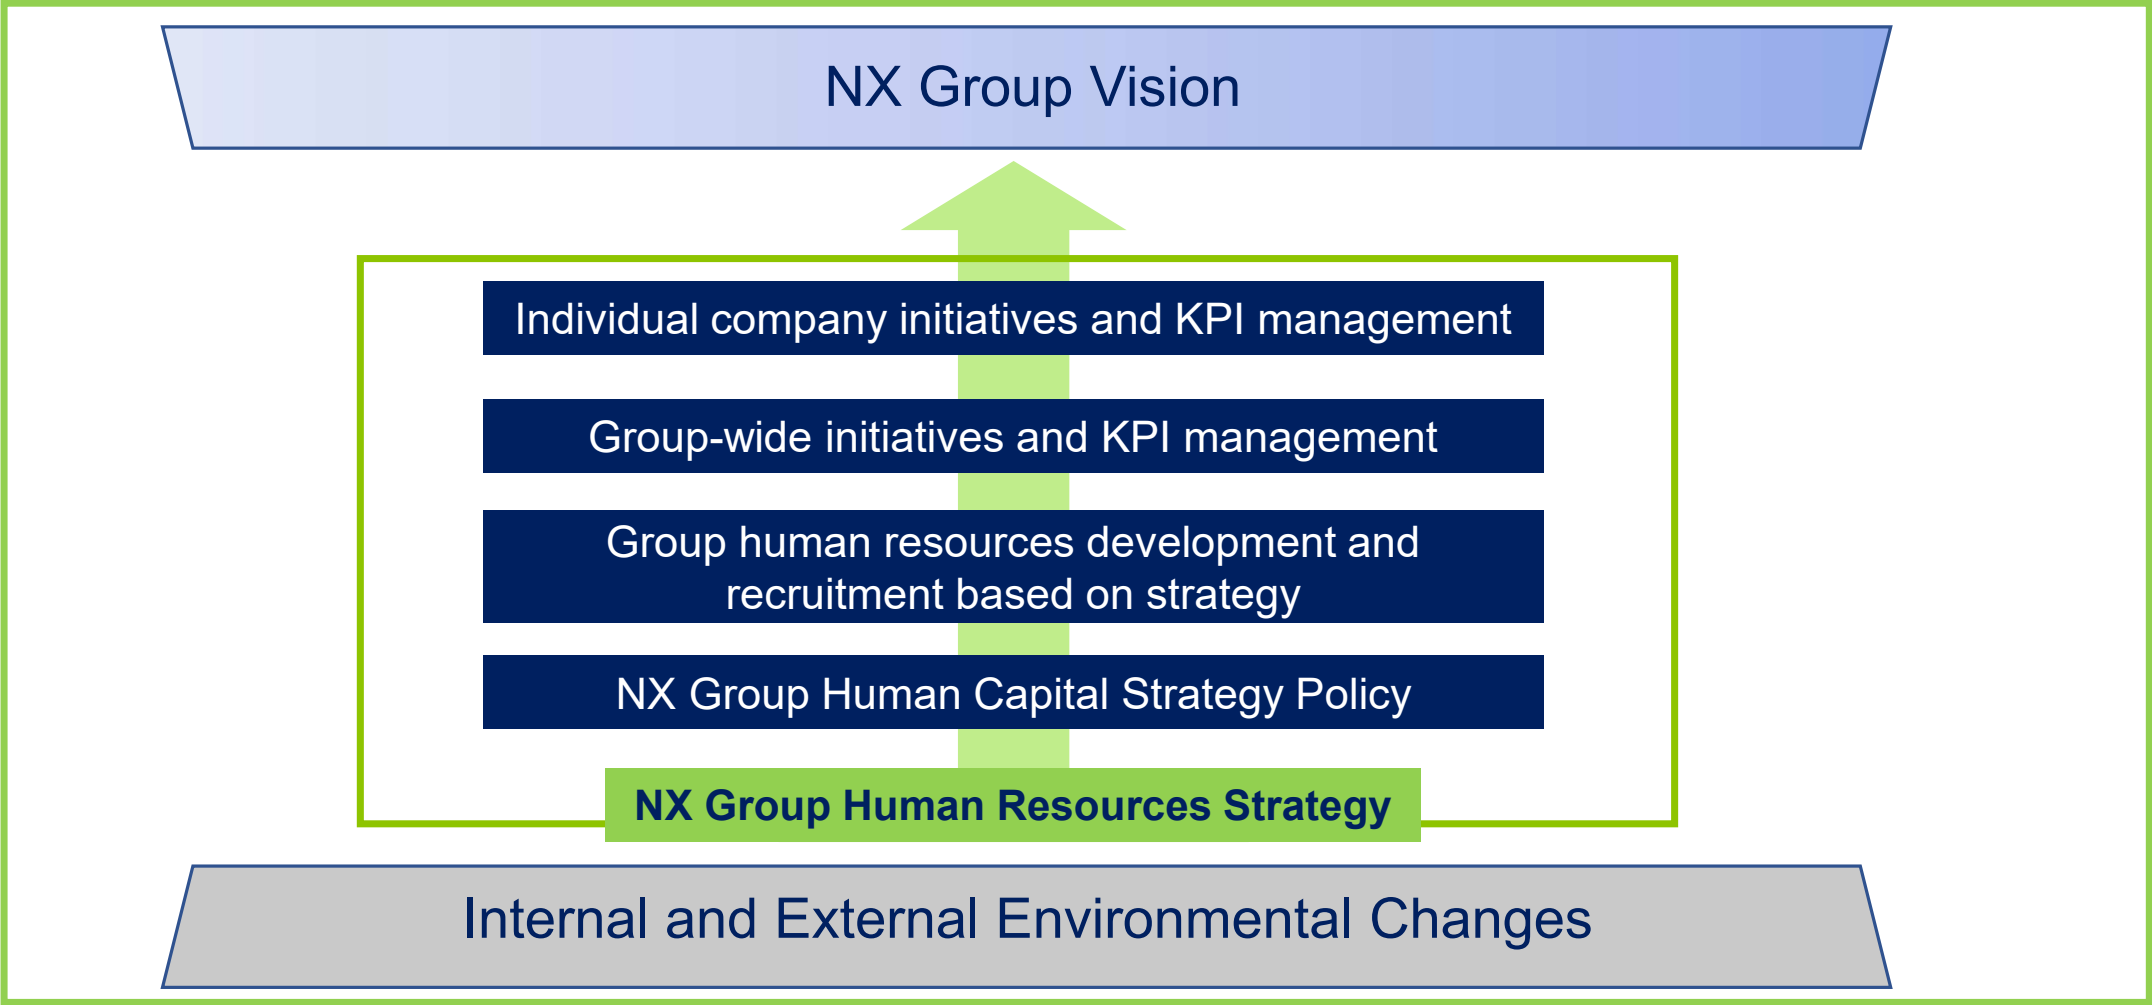 NX Group Vision
Individual company initiatives and KPI management
Group-wide initiatives and KPI management
Group human resources development and
recruitment based on strategy
NX Group Human Capital Strategy Policy
NX Group Human Resources Strategy
Internal and External Environmental Changes